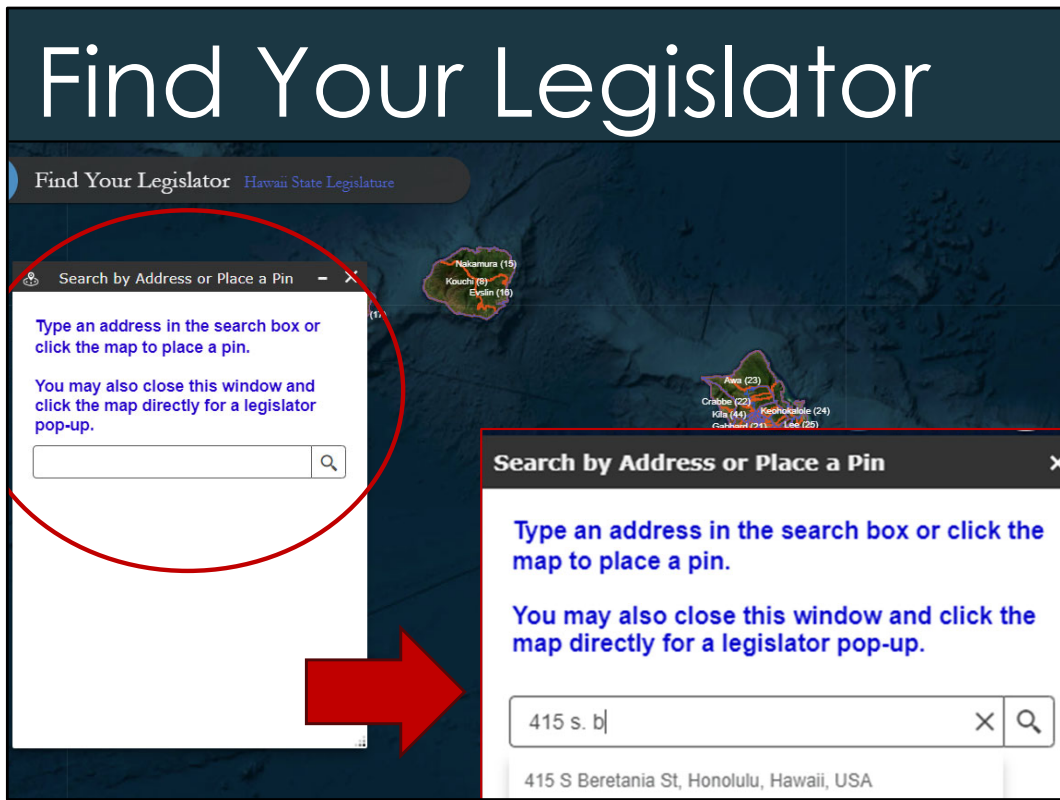 Find Your Legislator
Find Your Legislator Hawaii State Legislature
Nakamura (15)
Kouchi (8)
Evslin (16)
Search by Address or Place a Pin
(17)
Type an address in the search box or
click the map to place a pin.
You may also close this window and
click the map directly for a legislator
pop-up.
Awa (23)
Crabbe (22)
Kila (44)
Keohokalole (24)
Gabbard (21)
Lee (25)
Search by Address or Place a Pin
Type an address in the search box or click the
map to place a pin.
You may also close this window and click the
map directly for a legislator pop-up.
415 s. b
415 S Beretania St, Honolulu, Hawaii, USA